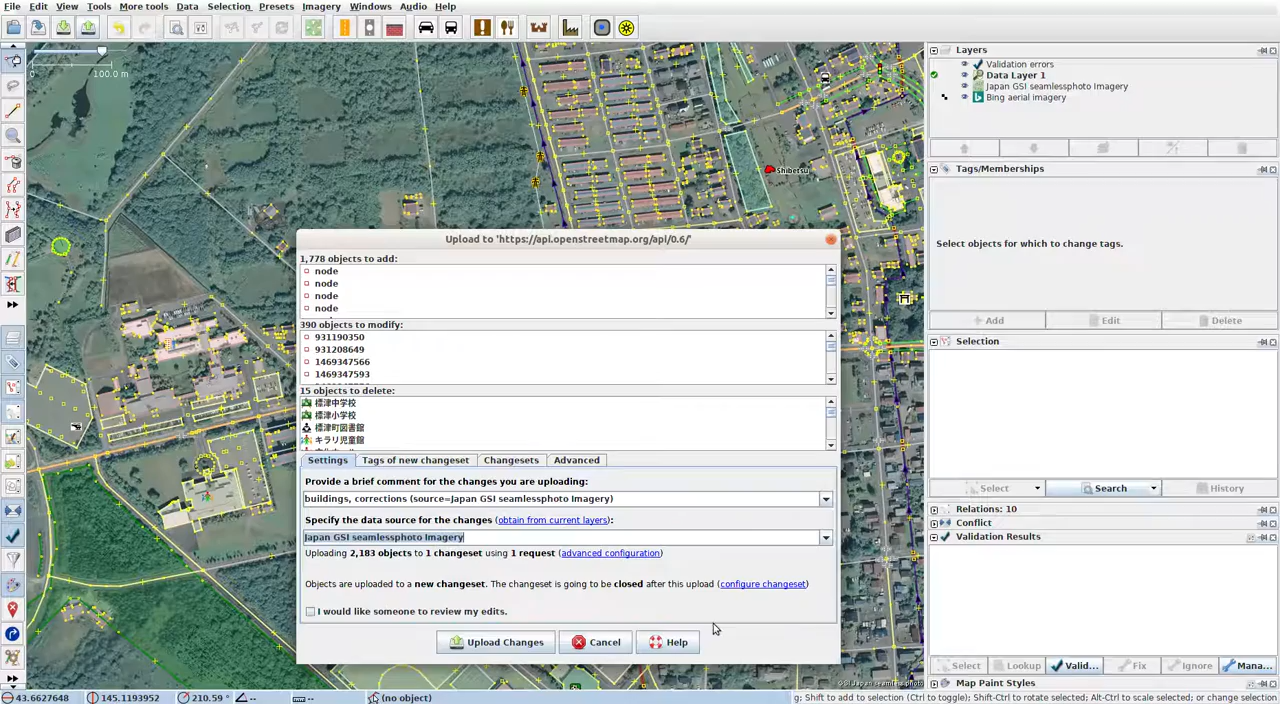 File Edit View Tools More tools Data Selection Presets Imagery Windows Audio Help
0 100.0 m
Shibetsu
Upload to 'https://api.openstreetmap.org/api/0.6/'
1,778 objects to add:
node
node
node
node
390 objects to modify:
931190350
931208649
1469347566
1469347593
15 objects to delete:
標津中学校
標津小学校
標津町図書館
キラリ児童館
Settings Tags of new changeset Changesets Advanced
Provide a brief comment for the changes you are uploading:
buildings, corrections (source=Japan GSI seamlessphoto Imagery)
Specify the data source for the changes (obtain from current layers):
Japan GSI seamlessphoto Imagery
Uploading 2,183 objects to 1 changeset using 1 request (advanced configuration)
Objects are uploaded to a new changeset. The changeset is going to be closed after this upload (configure changeset)
I would like someone to review my edits.
Upload Changes Cancel Help
Layers
Validation errors
Data Layer 1
Japan GSI seamlessphoto Imagery
Bing aerial imagery
Tags/Memberships
Select objects for which to change tags.
Add Edit Delete
Selection
Select Search History
Relations: 10
Conflict
Validation Results
Select Lookup Valid... Fix Ignore Mana...
Map Paint Styles
43.6627648 145.1193952 210.59 ° -- -- (no object) g; Shift to add to selection (Ctrl to toggle); Shift-Ctrl to rotate selected; Alt-Ctrl to scale selected; or change selection